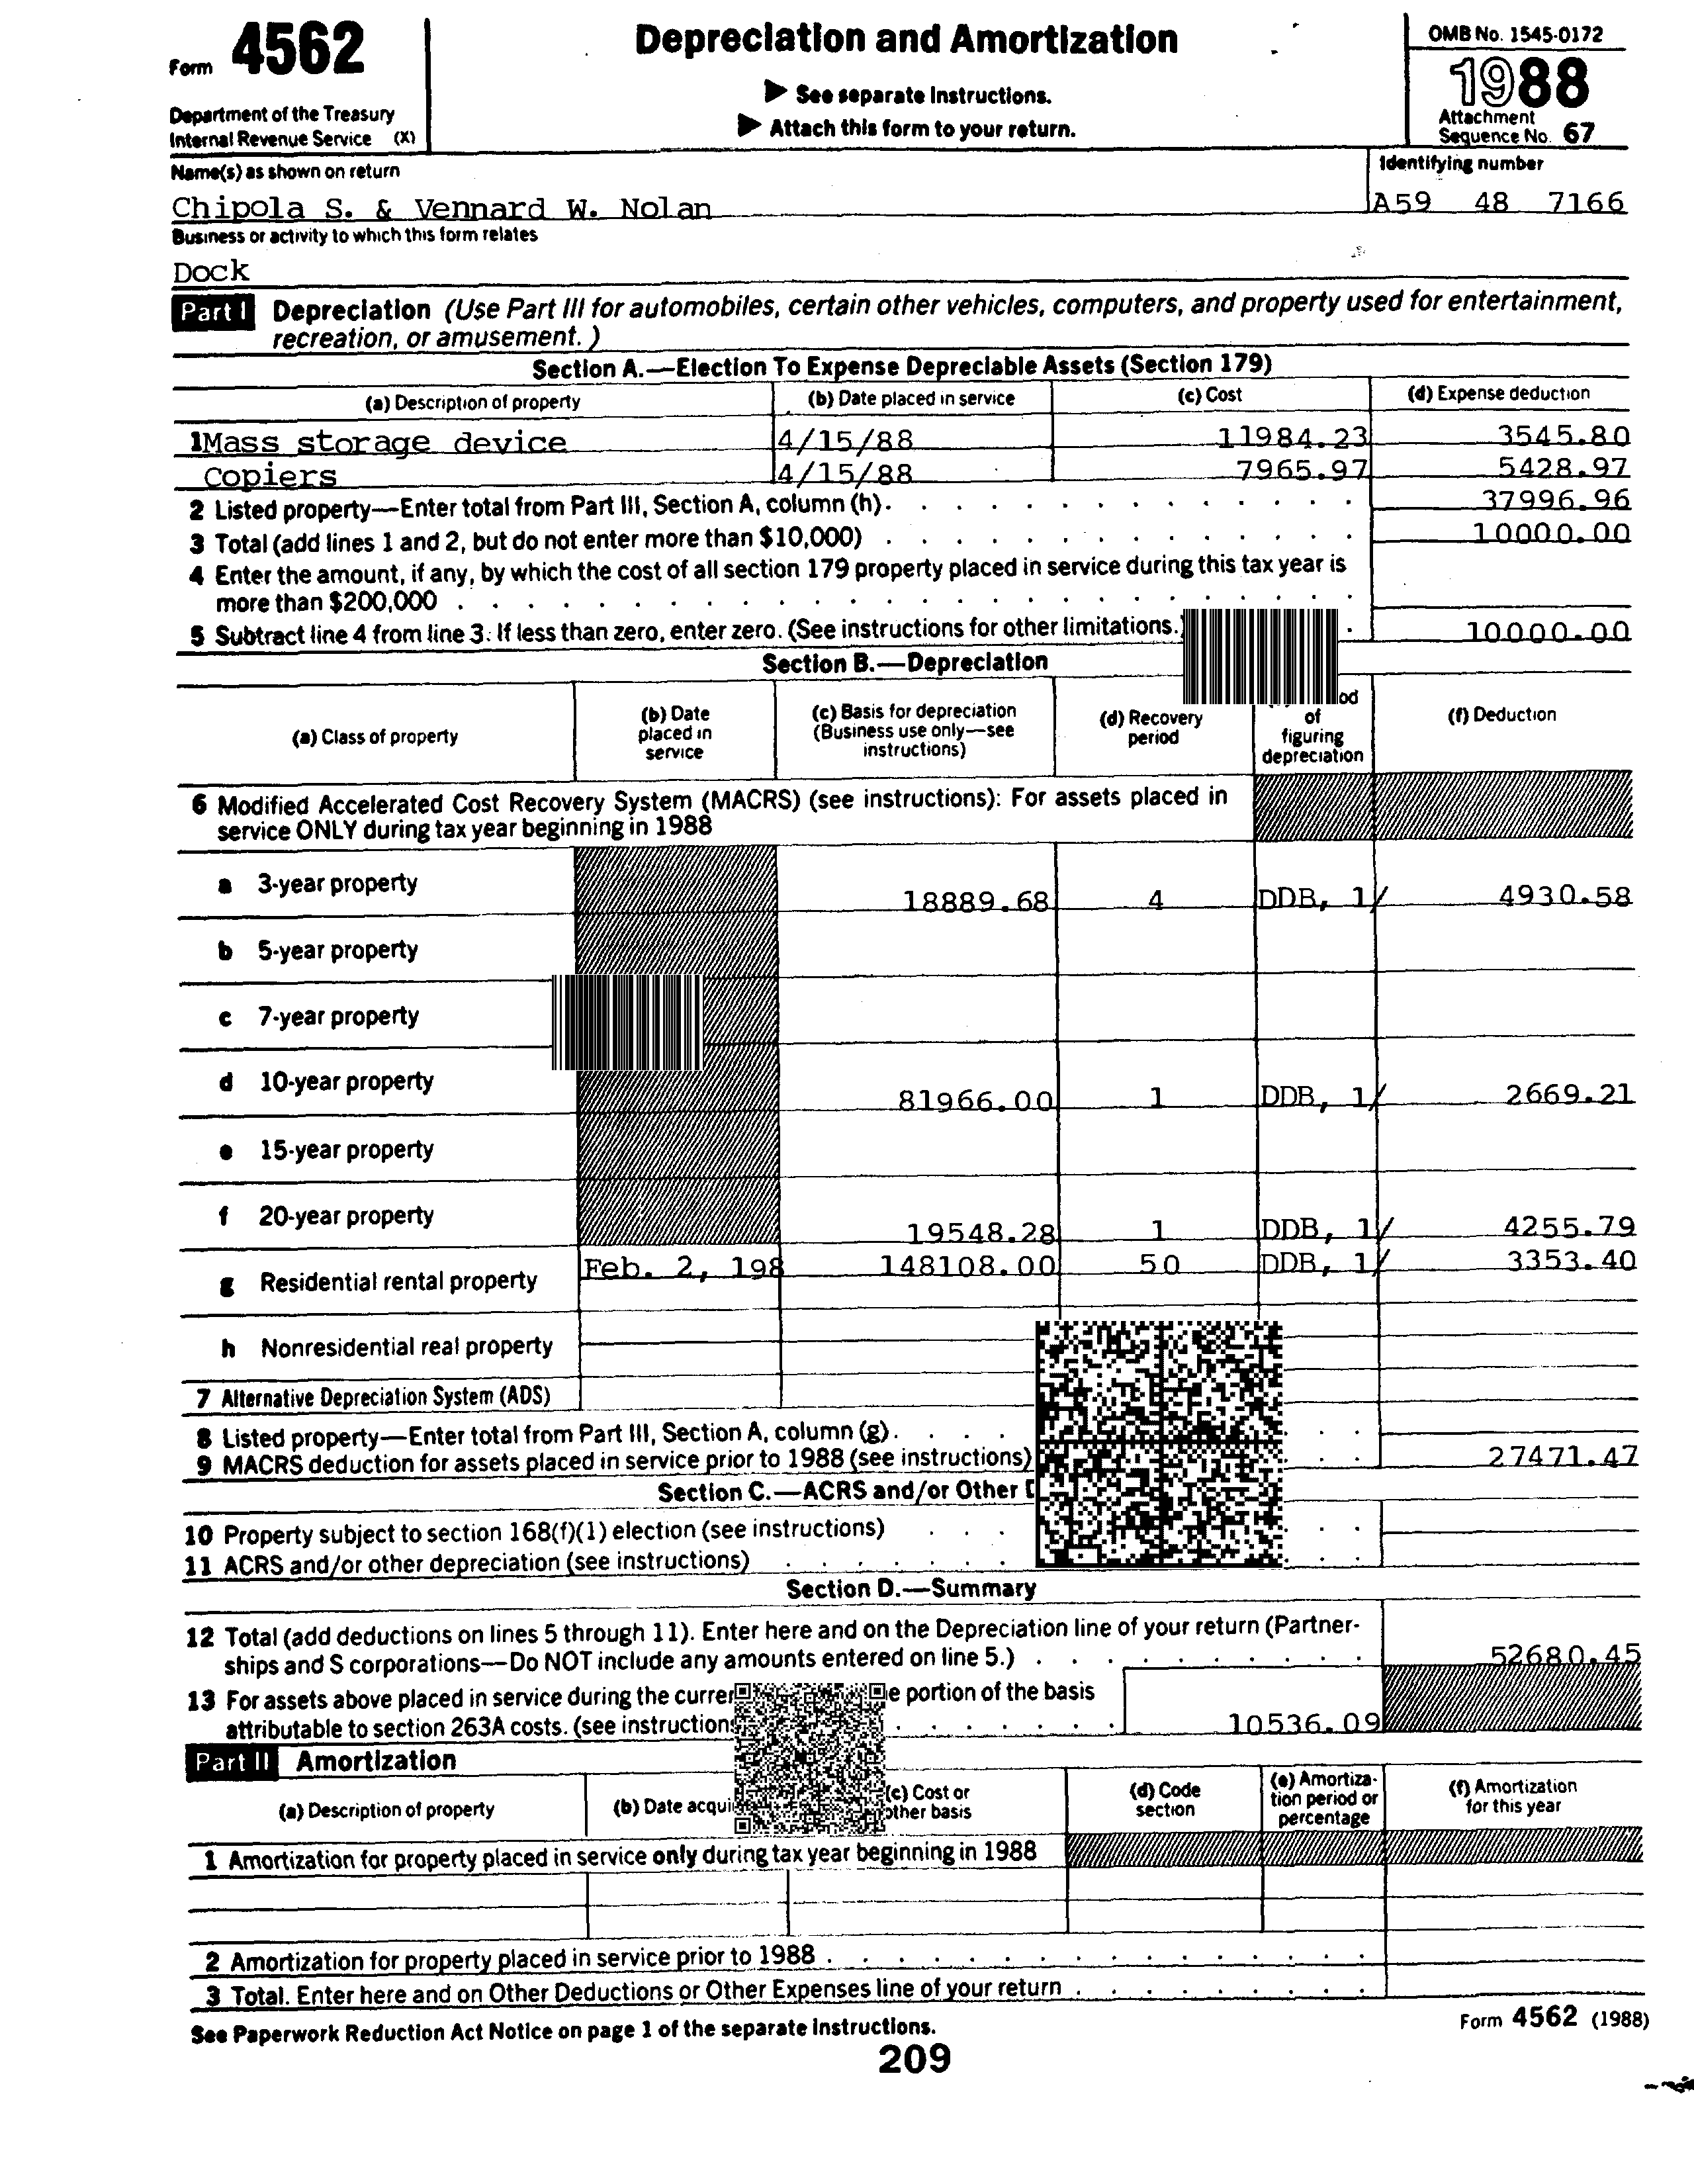 Form 4562
Department of the Treasury
Internal Revenue Service (X)
Depreciation and Amortization
▶ See separate Instructions.
▶ Attach this form to your return.
OMB No. 1545-0172
1988
Attachment
Sequence No. 67
Name(s) as shown on return
Identifying number
Chipola S. & Vennard W. Nolan
A59 48 7166
Business or activity to which this form relates
Dock
Part I Depreciation (Use Part III for automobiles, certain other vehicles, computers, and property used for entertainment,
recreation, or amusement.)
Section A.—Election To Expense Depreciable Assets (Section 179)
(a) Description of property (b) Date placed in service (c) Cost (d) Expense deduction
1 Mass storage device 4/15/88 11984.23 3545.80
Copiers 4/15/88 7965.97 5428.97
2 Listed property—Enter total from Part III, Section A, column (h). 37996.96
3 Total (add lines 1 and 2, but do not enter more than $10,000) 10000.00
4 Enter the amount, if any, by which the cost of all section 179 property placed in service during this tax year is
more than $200,000
5 Subtract line 4 from line 3. If less than zero, enter zero. (See instructions for other limitations.) 10000.00
Section B.—Depreciation
(a) Class of property
(b) Date
placed in
service
(c) Basis for depreciation
(Business use only—see
instructions)
(d) Recovery
period
od
of
figuring
depreciation
(f) Deduction
6 Modified Accelerated Cost Recovery System (MACRS) (see instructions): For assets placed in
service ONLY during tax year beginning in 1988
a 3-year property 18889.68 4 DDB, 1/ 4930.58
b 5-year property
c 7-year property
d 10-year property 81966.00 1 DDB, 1/ 2669.21
e 15-year property
f 20-year property 19548.28 1 DDB, 1/ 4255.79
g Residential rental property Feb. 2, 198 148108.00 50 DDB, 1/ 3353.40
h Nonresidential real property
7 Alternative Depreciation System (ADS)
8 Listed property—Enter total from Part III, Section A, column (g).
9 MACRS deduction for assets placed in service prior to 1988 (see instructions) 27471.47
Section C.—ACRS and/or Other
10 Property subject to section 168(f)(1) election (see instructions)
11 ACRS and/or other depreciation (see instructions)
Section D.—Summary
12 Total (add deductions on lines 5 through 11). Enter here and on the Depreciation line of your return (Partner-
ships and S corporations—Do NOT include any amounts entered on line 5.) 52680.45
13 For assets above placed in service during the curren e portion of the basis
attributable to section 263A costs. (see instruction 10536.09
Part II Amortization
(a) Description of property
(b) Date acqui
(c) Cost or
other basis
(d) Code
section
(e) Amortiza-
tion period or
percentage
(f) Amortization
for this year
1 Amortization for property placed in service only during tax year beginning in 1988
2 Amortization for property placed in service prior to 1988
3 Total. Enter here and on Other Deductions or Other Expenses line of your return
See Paperwork Reduction Act Notice on page 1 of the separate instructions.
Form 4562 (1988)
209